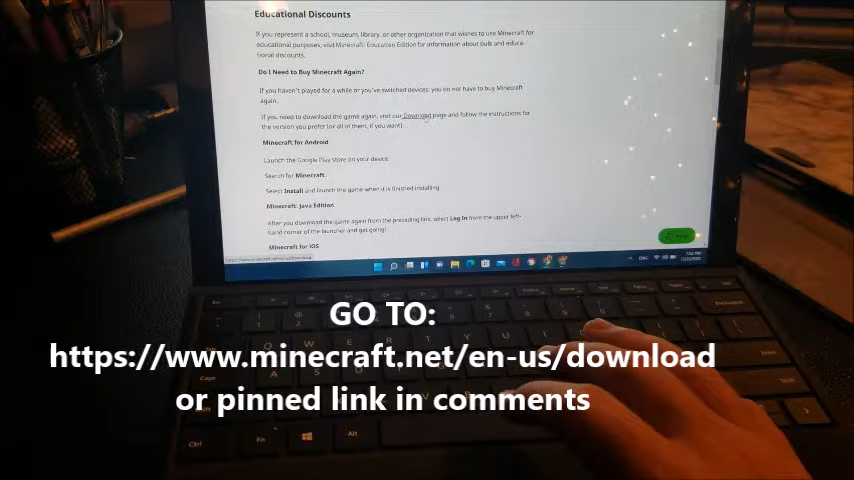 Educational Discounts
If you represent a school, museum, library, or other organization that wishes to use Minecraft for
educational purposes, visit Minecraft: Education Edition for information about bulk and educa-
tional discounts.
Do I Need to Buy Minecraft Again?
If you haven't played for a while or you've switched devices, you do not have to buy Minecraft
again.
If you need to download the game again, visit our Download page and follow the instructions for
the version you prefer (or all of them, if you want)
Minecraft for Android
Launch the Google Play store on your device.
Search for Minecraft.
Select Install and launch the game when it is finished installing.
Minecraft: Java Edition
After you download the game again from the preceding link, select Log In from the upper left-
hand corner of the launcher and get going!
Minecraft for iOS
ENG
GO TO:
https://www.minecraft.net/en-us/download
or pinned link in comments
Caps
Enter
Shift
Ctrl
Fn
Alt